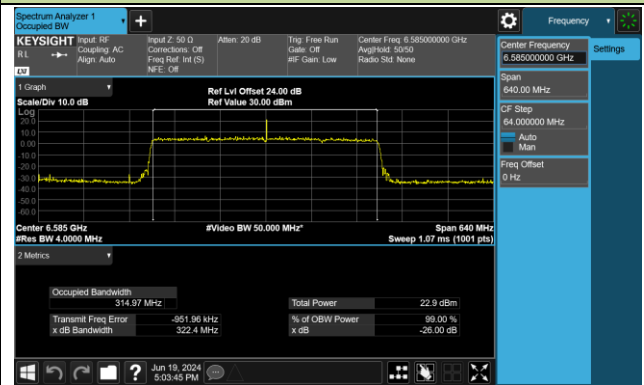 Spectrum Analyzer 1
Occupied BW
Frequency
KEYSIGHT
Input: RF
Coupling: AC
Align: Auto
Input Z: 50 Ω
Corrections: Off
Freq Ref: Int (S)
NFE: Off
Atten: 20 dB
Trig: Free Run
Gate: Off
#IF Gain: Low
Center Freq: 6.585000000 GHz
Avg|Hold: 50/50
Radio Std: None
RL
LXI
1 Graph
Scale/Div 10.0 dB
Ref Lvl Offset 24.00 dB
Ref Value 30.00 dBm
Log
20.0
10.0
0.00
-10.0
-20.0
-30.0
-40.0
-50.0
-60.0
Center 6.585 GHz
#Video BW 50.000 MHz*
Span 640 MHz
#Res BW 4.0000 MHz
Sweep 1.07 ms (1001 pts)
2 Metrics
Occupied Bandwidth
314.97 MHz
Total Power 22.9 dBm
Transmit Freq Error -951.96 kHz
% of OBW Power 99.00 %
x dB Bandwidth 322.4 MHz
x dB -26.00 dB
Center Frequency
6.585000000 GHz
Settings
Span
640.00 MHz
CF Step
64.000000 MHz
Auto
Man
Freq Offset
0 Hz
?
Jun 19, 2024
5:03:45 PM